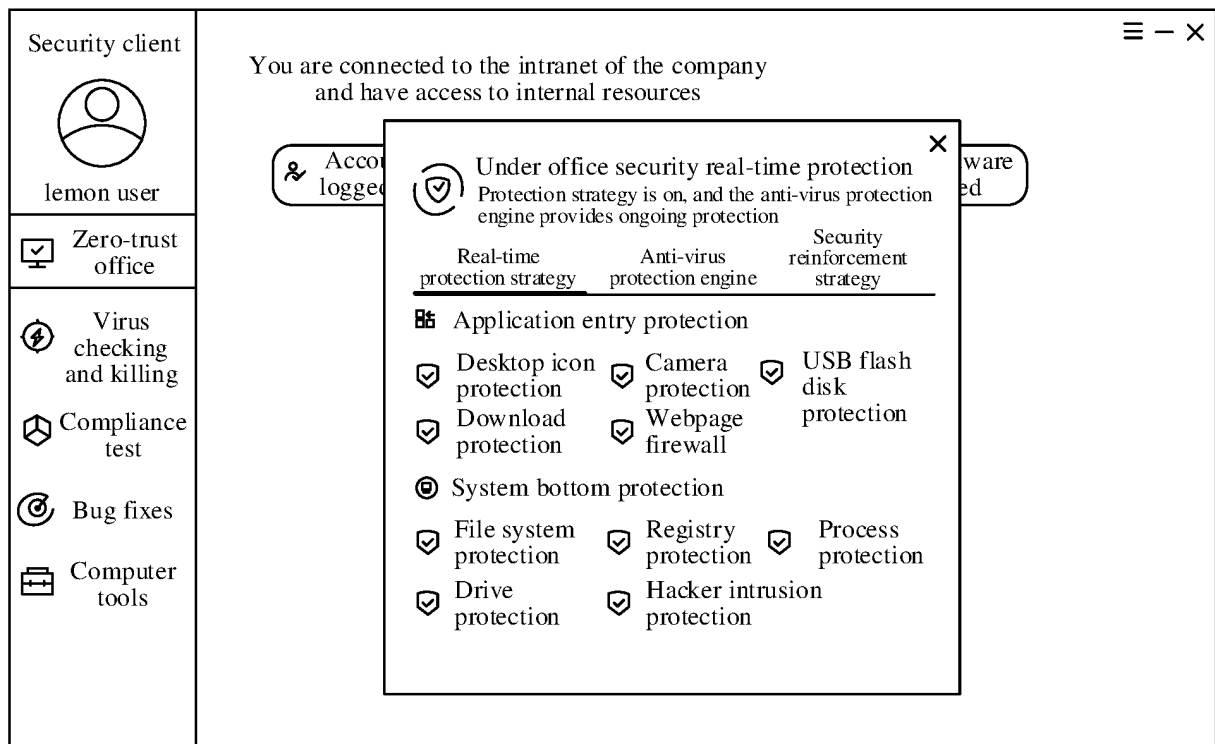 Security client
lemon user
Zero-trust
office
Virus
checking
and killing
Compliance
test
Bug fixes
Computer
tools
You are connected to the intranet of the company
and have access to internal resources
Accou
logged
ware
ed
Under office security real-time protection
Protection strategy is on, and the anti-virus protection
engine provides ongoing protection
Real-time
protection strategy
Anti-virus
protection engine
Security
reinforcement
strategy
Application entry protection
Desktop icon
protection
Camera
protection
USB flash
disk
protection
Download
protection
Webpage
firewall
System bottom protection
File system
protection
Registry
protection
Process
protection
Drive
protection
Hacker intrusion
protection